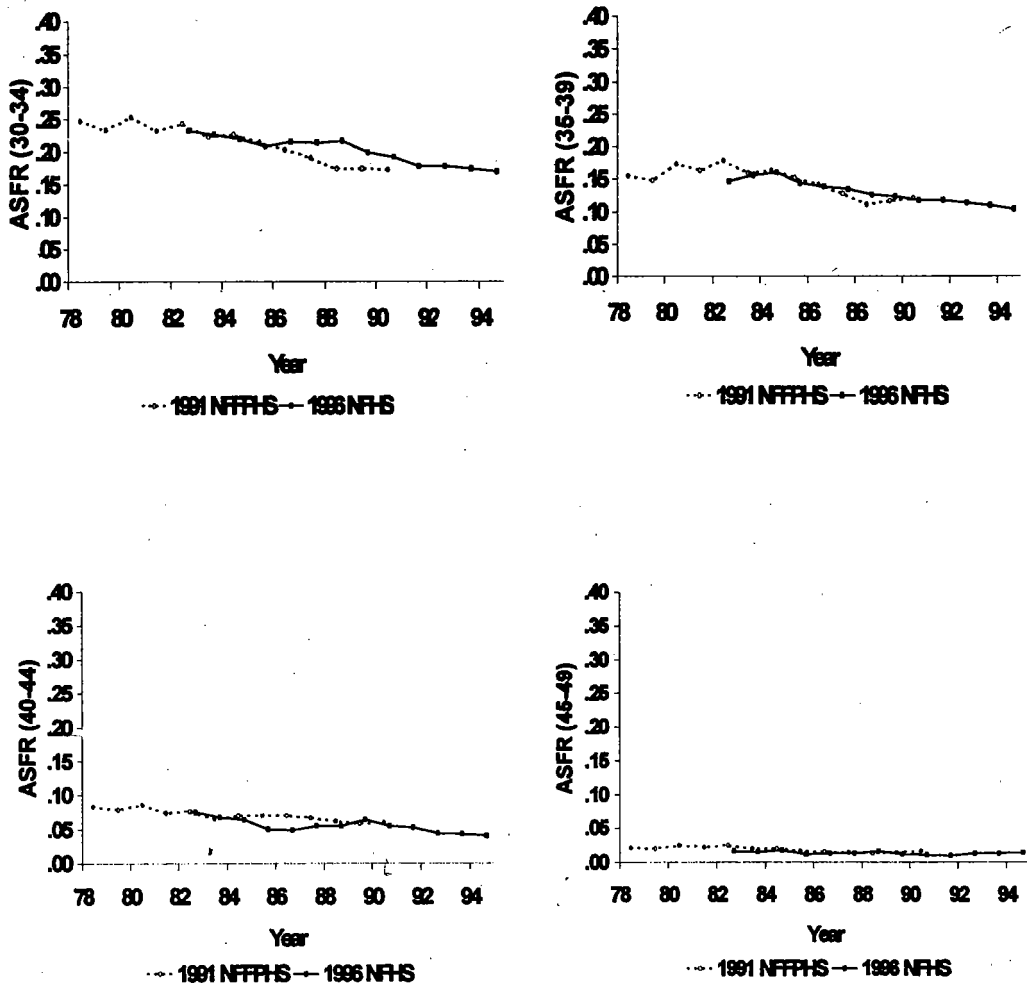 .40
.35
.30
.25
.20
.15
.10
.05
.00
ASFR (30-34)
78 80 82 84 86 88 90 92 94
Year
1991 NFFPHS 1996 NFHS
.40
.35
.30
.25
.20
.15
.10
.05
.00
ASFR (35-39)
78 80 82 84 86 88 90 92 94
Year
1991 NFFPHS 1996 NFHS
.40
.35
.30
.25
.20
.15
.10
.05
.00
ASFR (40-44)
78 80 82 84 86 88 90 92 94
Year
1991 NFFPHS 1996 NFHS
.40
.35
.30
.25
.20
.15
.10
.05
.00
ASFR (45-49)
78 80 82 84 86 88 90 92 94
Year
1991 NFFPHS 1996 NFHS